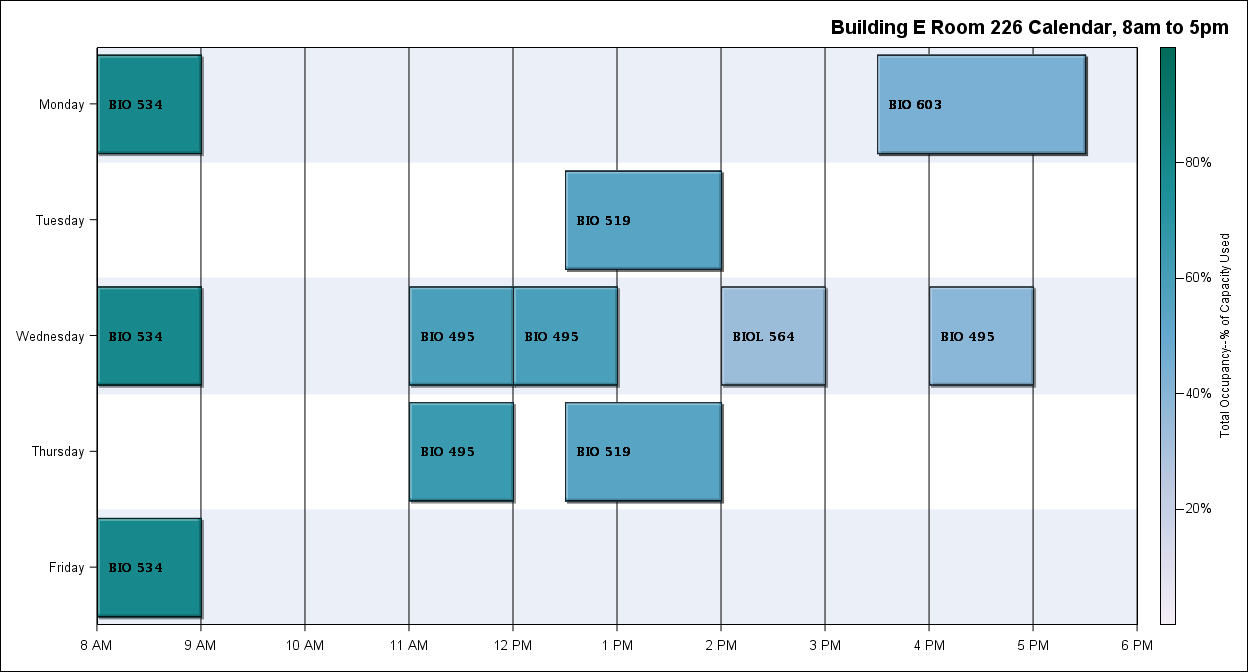 Building E Room 226 Calendar, 8am to 5pm
Monday
BIO 534
BIO 603
Tuesday
BIO 519
Wednesday
BIO 534
BIO 495
BIO 495
BIOL 564
BIO 495
Thursday
BIO 495
BIO 519
Friday
BIO 534
8 AM
9 AM
10 AM
11 AM
12 PM
1 PM
2 PM
3 PM
4 PM
5 PM
6 PM
80%
60%
40%
20%
Total Occupancy--% of Capacity Used